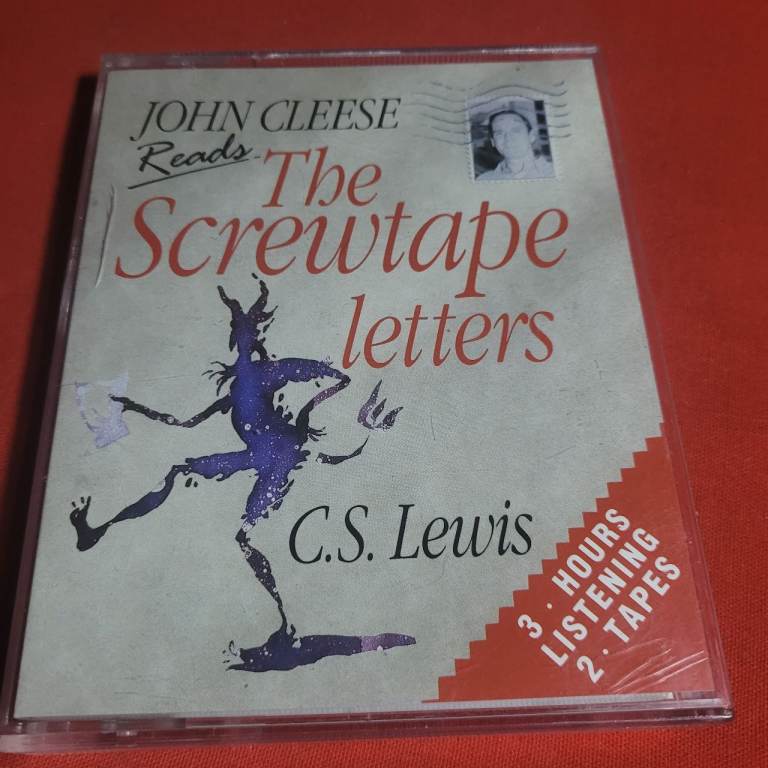 JOHN CLEESE
Reads
The
Screwtape
letters
C.S. Lewis
3 · HOURS
LISTENING
2 · TAPES